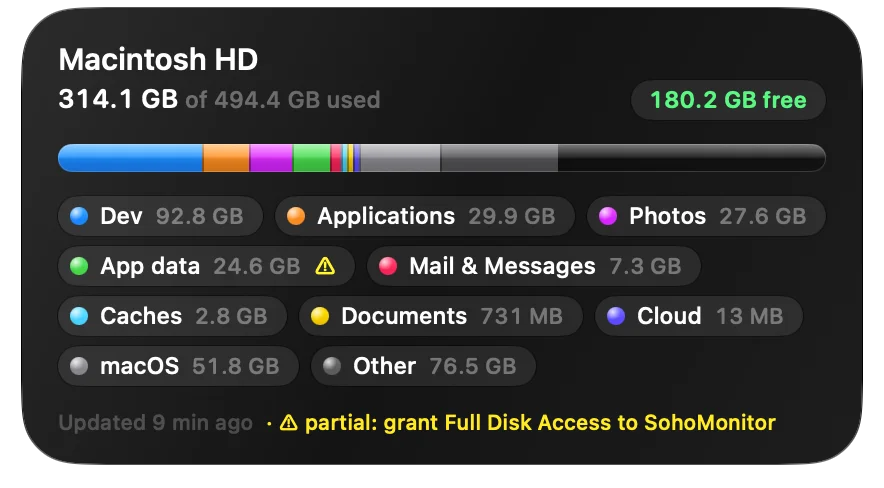 Macintosh HD
314.1 GB of 494.4 GB used
180.2 GB free
Dev 92.8 GB
Applications 29.9 GB
Photos 27.6 GB
App data 24.6 GB ⚠
Mail & Messages 7.3 GB
Caches 2.8 GB
Documents 731 MB
Cloud 13 MB
macOS 51.8 GB
Other 76.5 GB
Updated 9 min ago · ⚠ partial: grant Full Disk Access to SohoMonitor